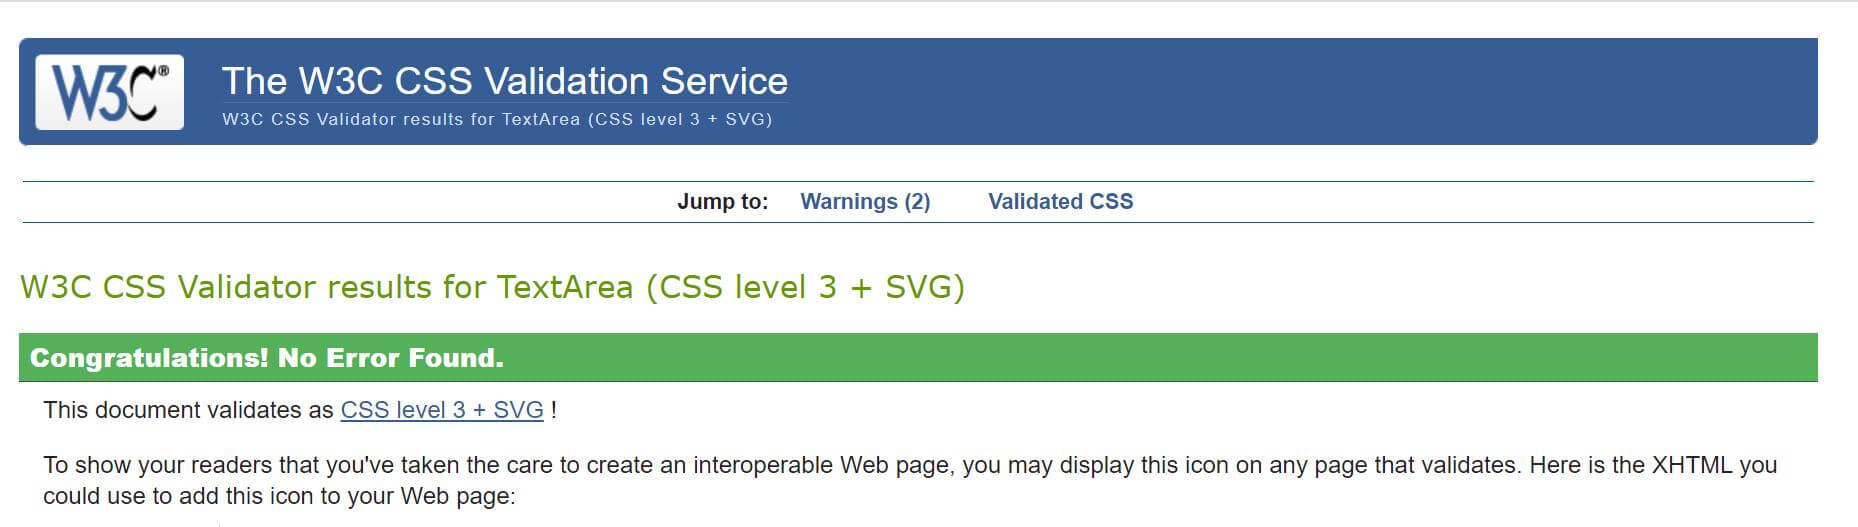 W3C®
The W3C CSS Validation Service
W3C CSS Validator results for TextArea (CSS level 3 + SVG)
Jump to: Warnings (2) Validated CSS
W3C CSS Validator results for TextArea (CSS level 3 + SVG)
Congratulations! No Error Found.
This document validates as CSS level 3 + SVG !
To show your readers that you've taken the care to create an interoperable Web page, you may display this icon on any page that validates. Here is the XHTML you
could use to add this icon to your Web page: